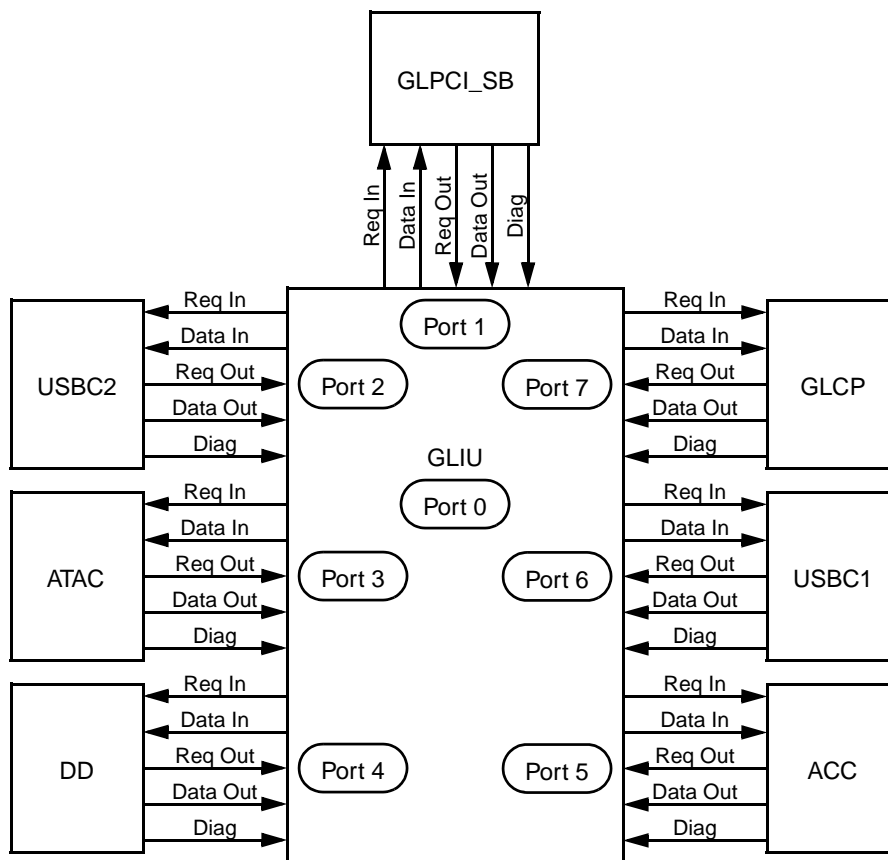 GLPCI_SB
Req In
Data In
Req Out
Data Out
Diag
Req In
Data In
Req Out
Data Out
Diag
USBC2
Port 1
Port 2
Port 7
GLIU
Port 0
Req In
Data In
Req Out
Data Out
Diag
GLCP
Req In
Data In
Req Out
Data Out
Diag
ATAC
Port 3
Port 6
Req In
Data In
Req Out
Data Out
Diag
USBC1
Req In
Data In
Req Out
Data Out
Diag
DD
Port 4
Port 5
Req In
Data In
Req Out
Data Out
Diag
ACC